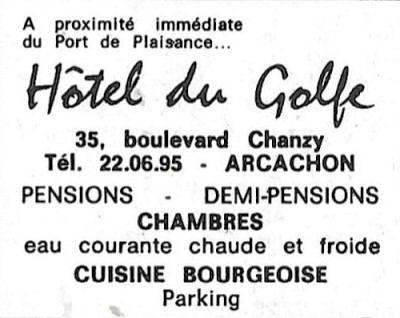 A proximité immédiate
du Port de Plaisance...
Hôtel du Golfe
35, boulevard Chanzy
Tél. 22.06.95 - ARCACHON
PENSIONS - DEMI-PENSIONS
CHAMBRES
eau courante chaude et froide
CUISINE BOURGEOISE
Parking